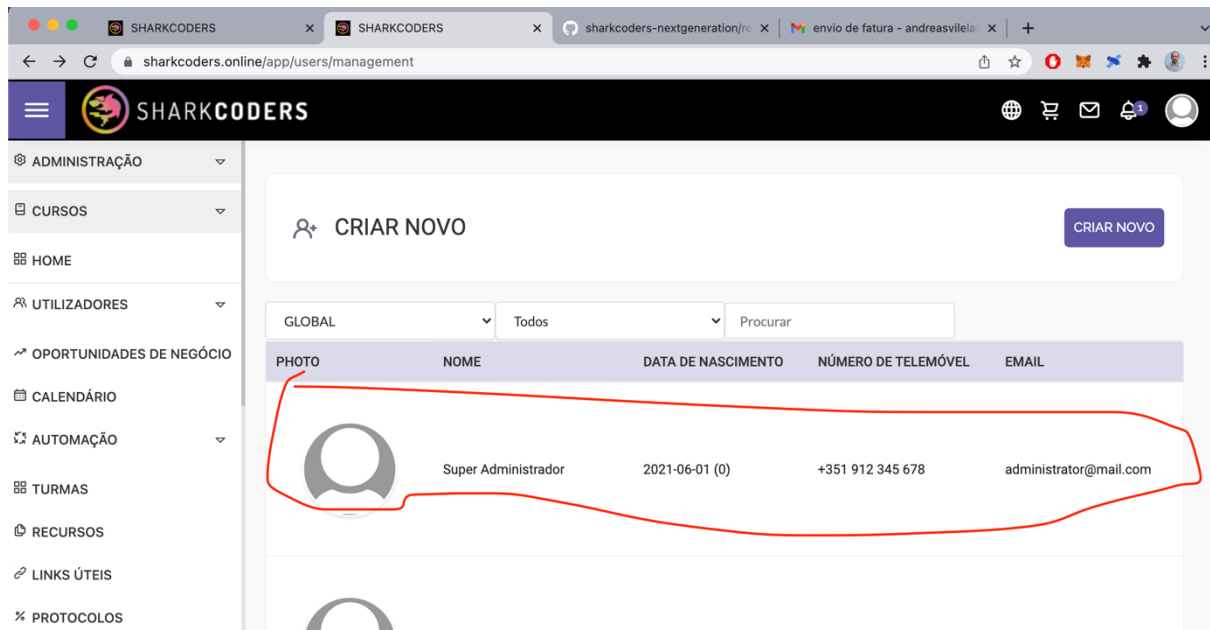 SHARKCODERS
SHARKCODERS
sharkcoders-nextgeneration/re
envio de fatura - andreasvilela
sharkcoders.online/app/users/management
SHARKCODERS
1
ADMINISTRAÇÃO
CURSOS
HOME
UTILIZADORES
OPORTUNIDADES DE NEGÓCIO
CALENDÁRIO
AUTOMAÇÃO
TURMAS
RECURSOS
LINKS ÚTEIS
PROTOCOLOS
CRIAR NOVO
CRIAR NOVO
GLOBAL Todos Procurar
PHOTO NOME DATA DE NASCIMENTO NÚMERO DE TELEMÓVEL EMAIL
Super Administrador 2021-06-01 (0) +351 912 345 678 administrator@mail.com